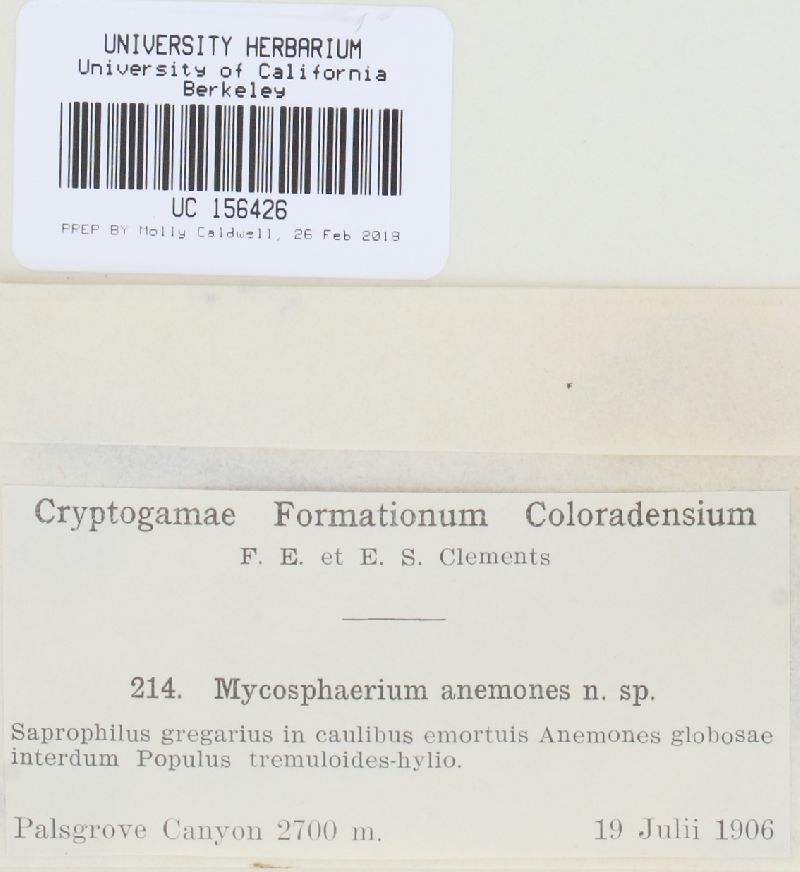 UNIVERSITY HERBARIUM
University of California
Berkeley
UC 156426
PREP BY Molly Caldwell, 26 Feb 2019
Cryptogamae Formationum Coloradensium
F. E. et E. S. Clements
214. Mycosphaerium anemones n. sp.
Saprophilus gregarius in caulibus emortuis Anemones globosae
interdum Populus tremuloides-hylio.
Palsgrove Canyon 2700 m. 19 Julii 1906